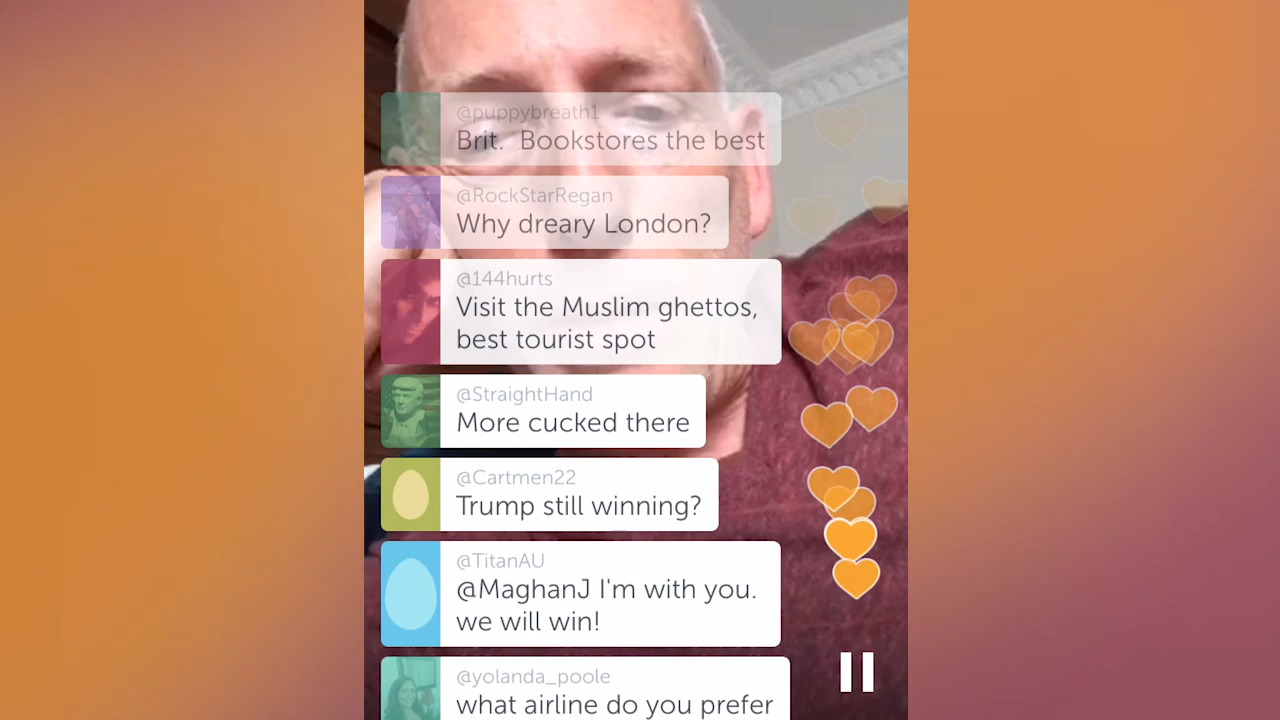 @puppybreath1
Brit. Bookstores the best
@RockStarRegan
Why dreary London?
@144hurts
Visit the Muslim ghettos,
best tourist spot
@StraightHand
More cucked there
@Cartmen22
Trump still winning?
@TitanAU
@MaghanJ I'm with you.
we will win!
@yolanda_poole
what airline do you prefer